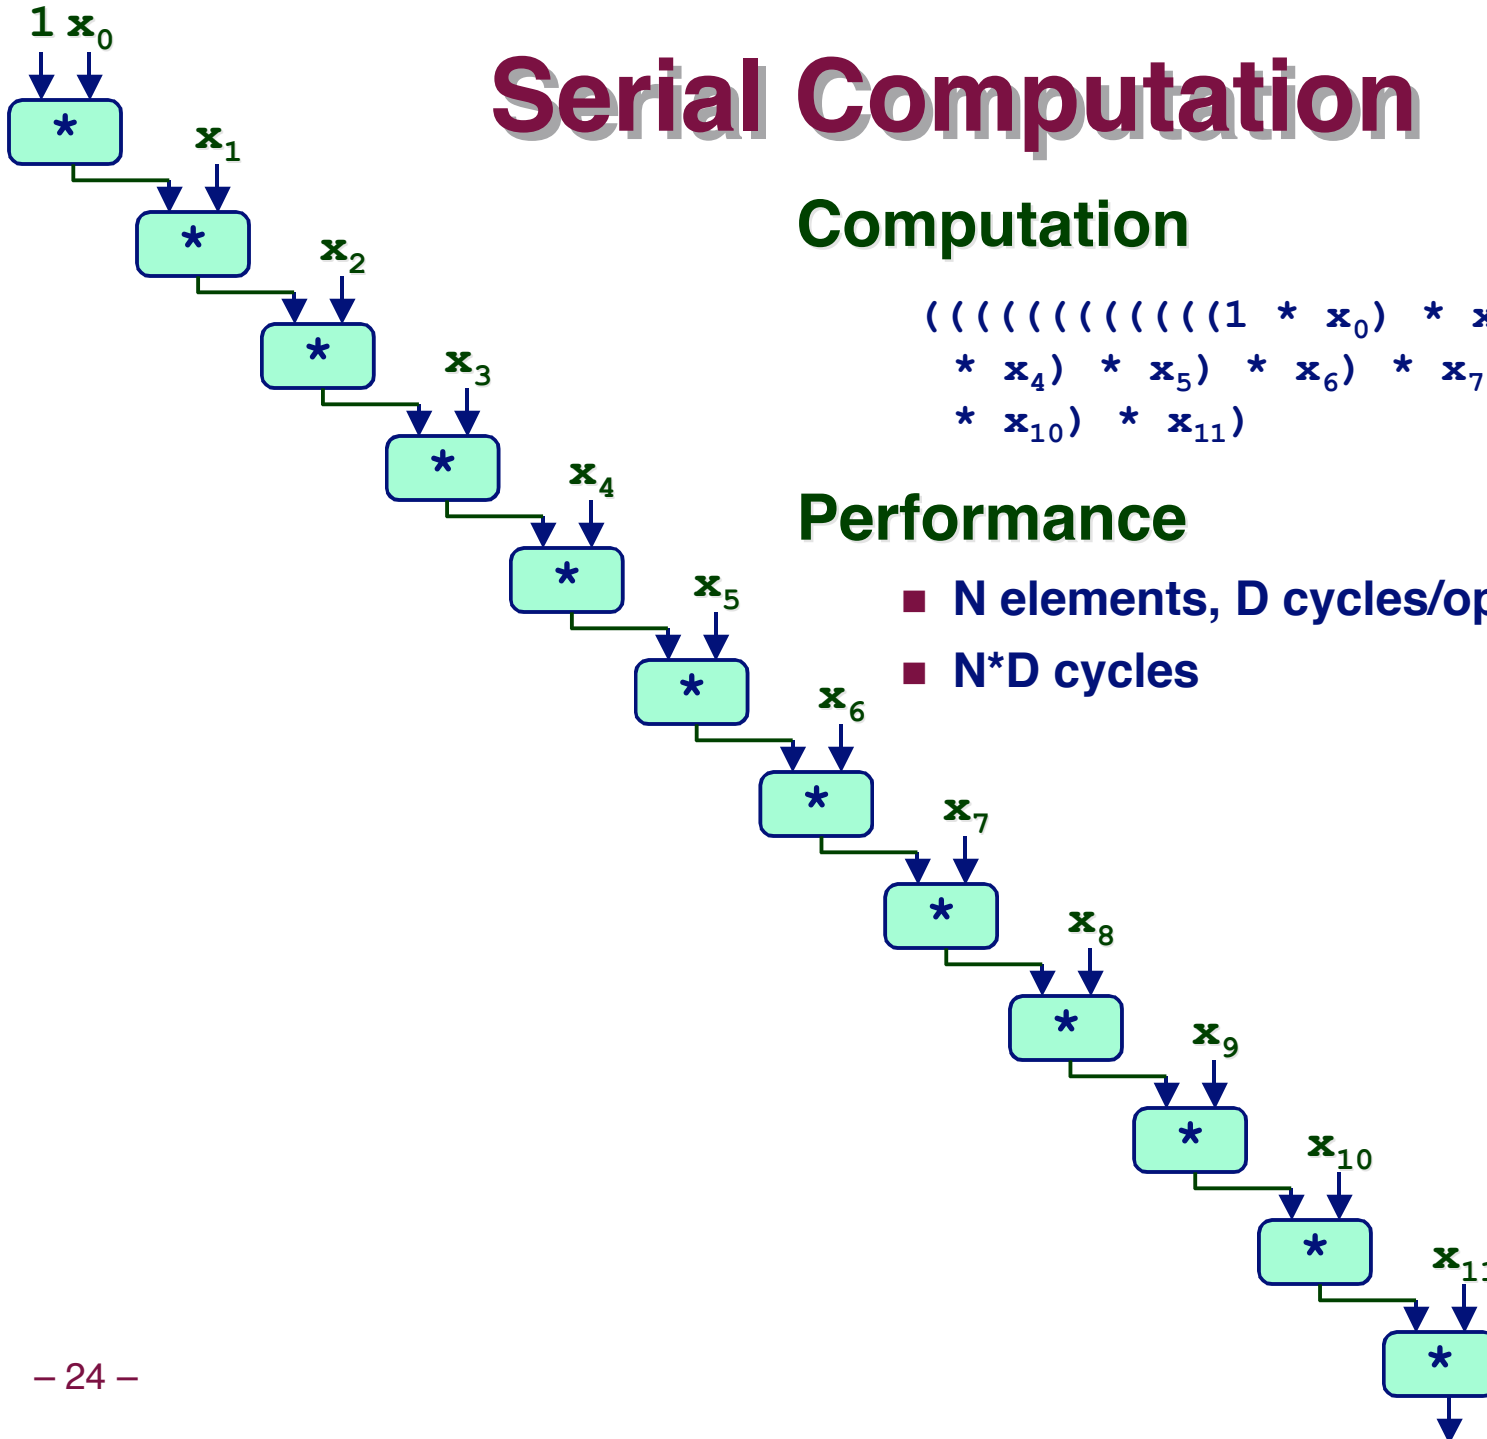 1 x₀
*
x₁
*
x₂
*
x₃
*
x₄
*
x₅
*
x₆
*
x₇
*
x₈
*
x₉
*
x₁₀
*
x₁₁
*
Serial Computation
Computation
((((((((((((1 * x₀) * x
* x₄) * x₅) * x₆) * x₇
* x₁₀) * x₁₁)
Performance
■ N elements, D cycles/op
■ N*D cycles
– 24 –